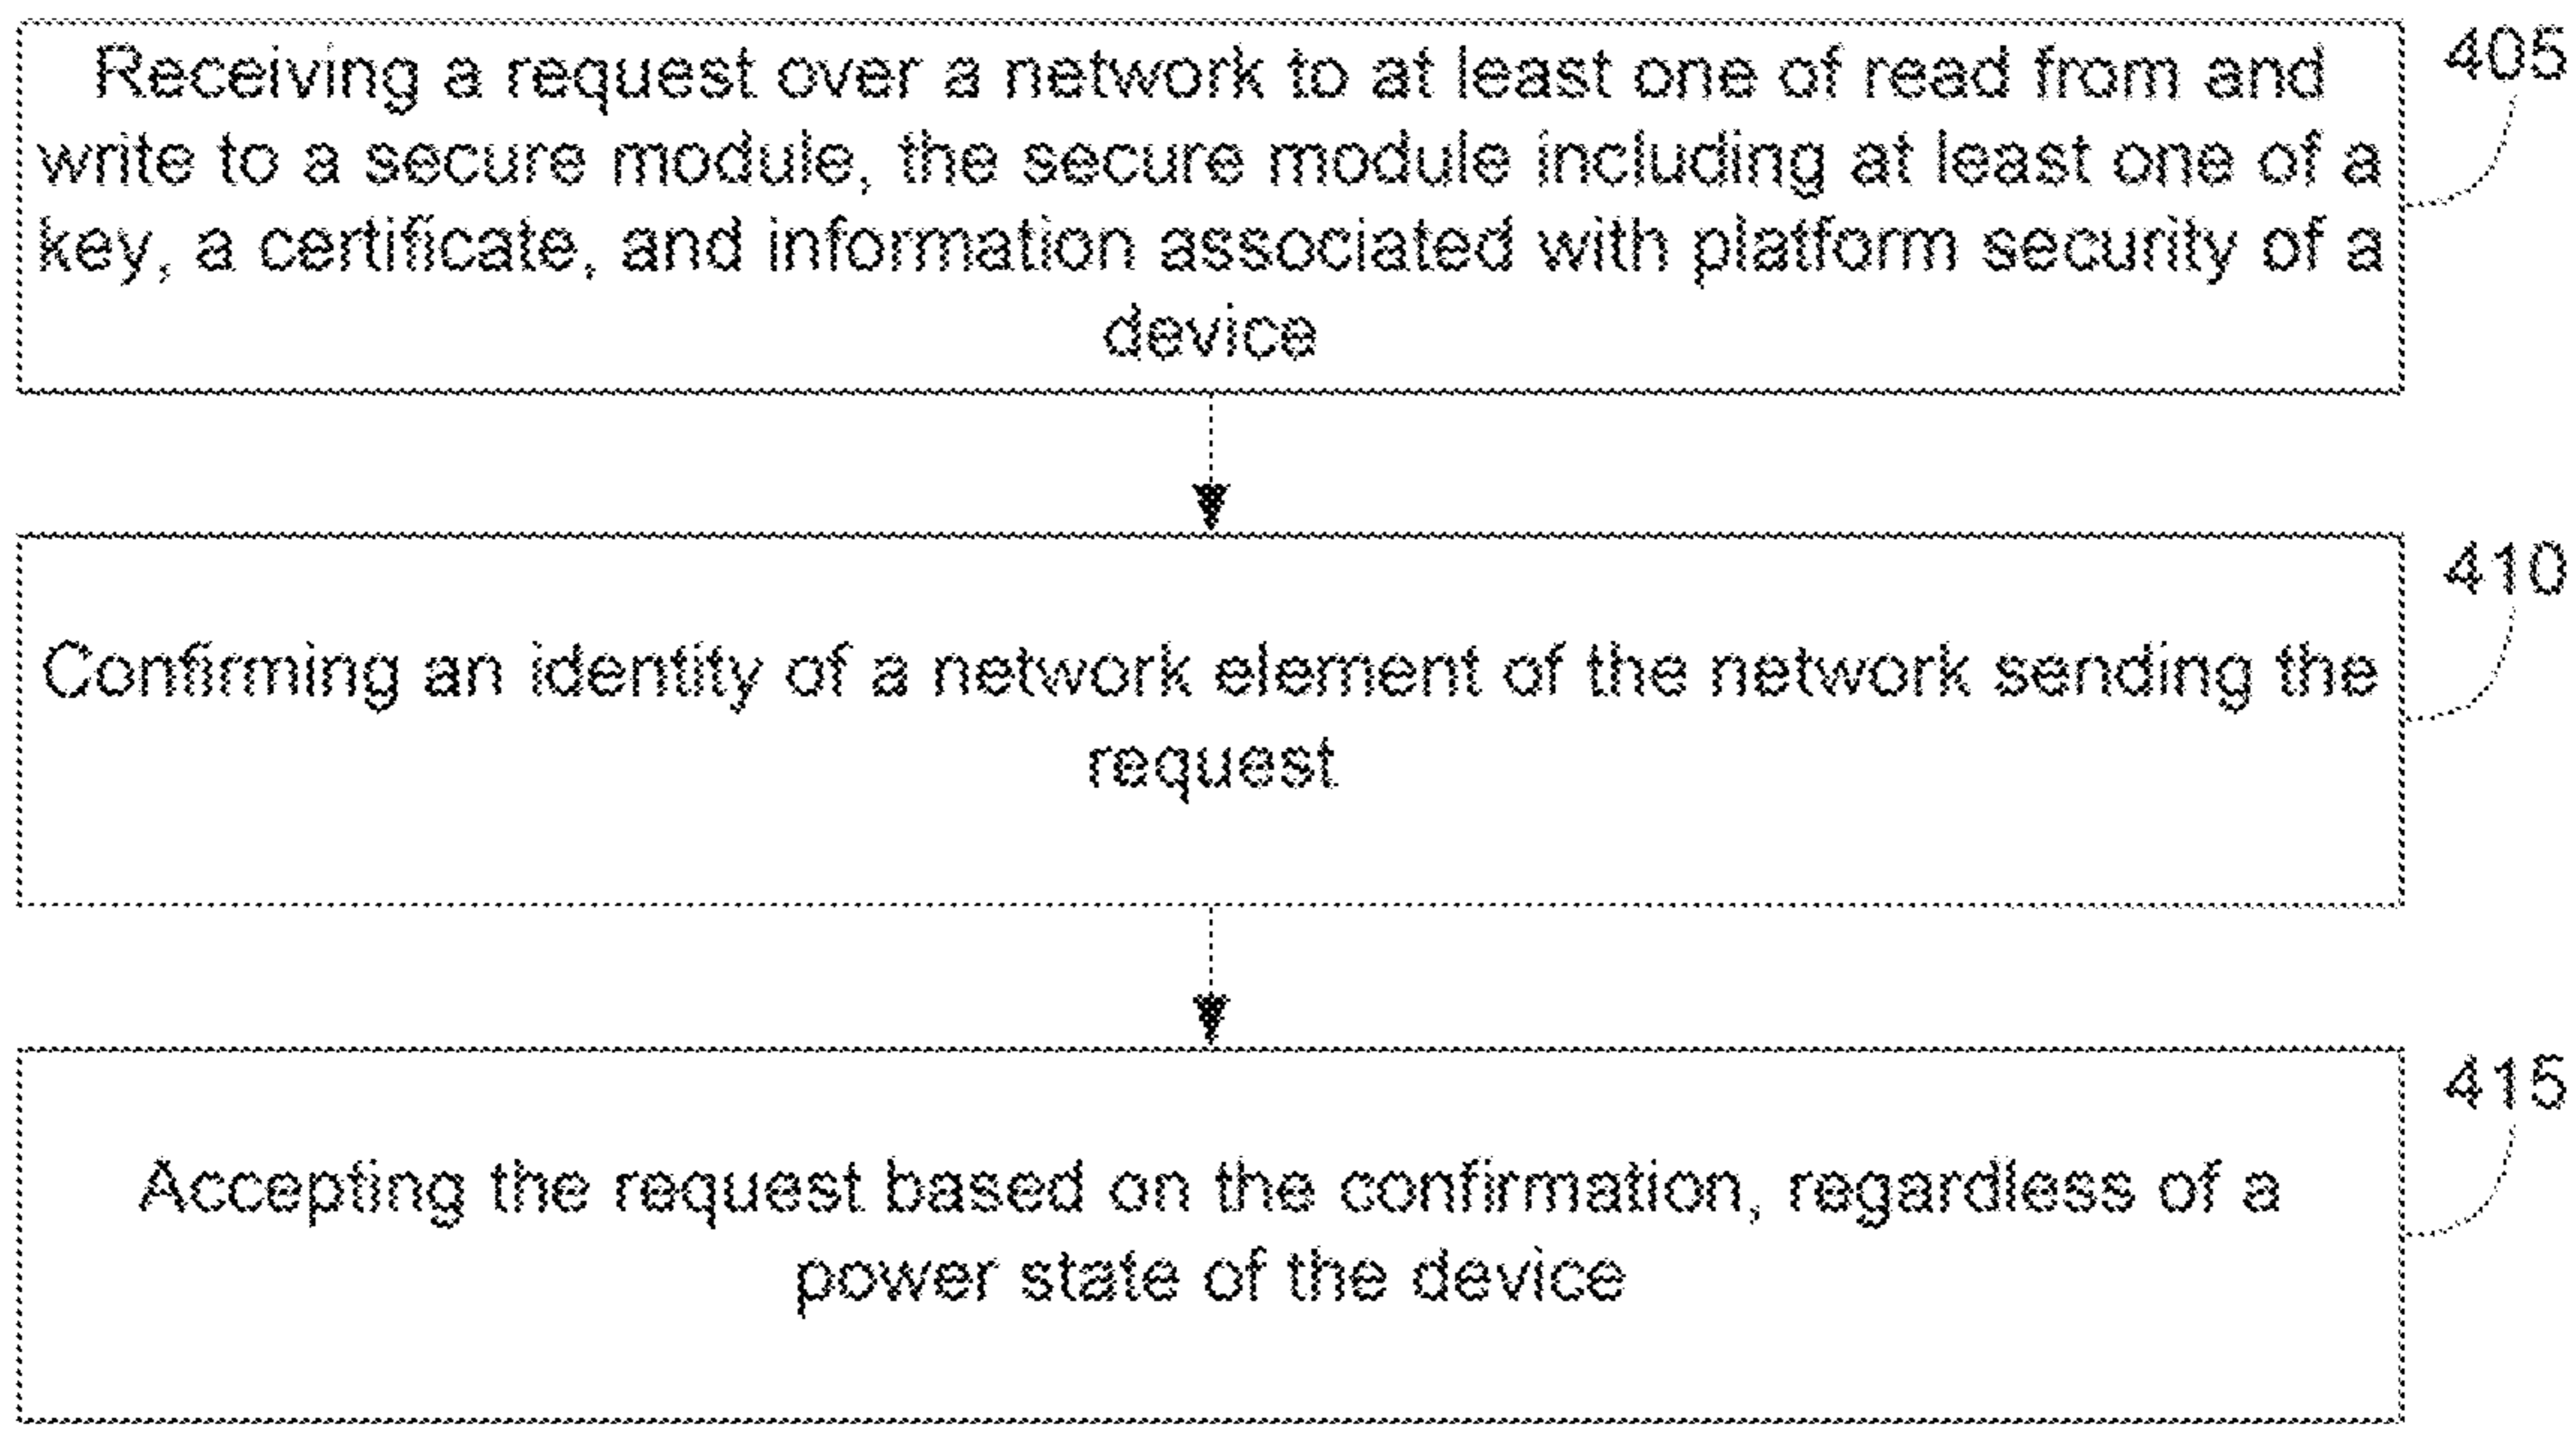 Receiving a request over a network to at least one of read from and
write to a secure module, the secure module including at least one of a
key, a certificate, and information associated with platform security of a
device
405
Confirming an identity of a network element of the network sending the
request
410
Accepting the request based on the confirmation, regardless of a
power state of the device
415